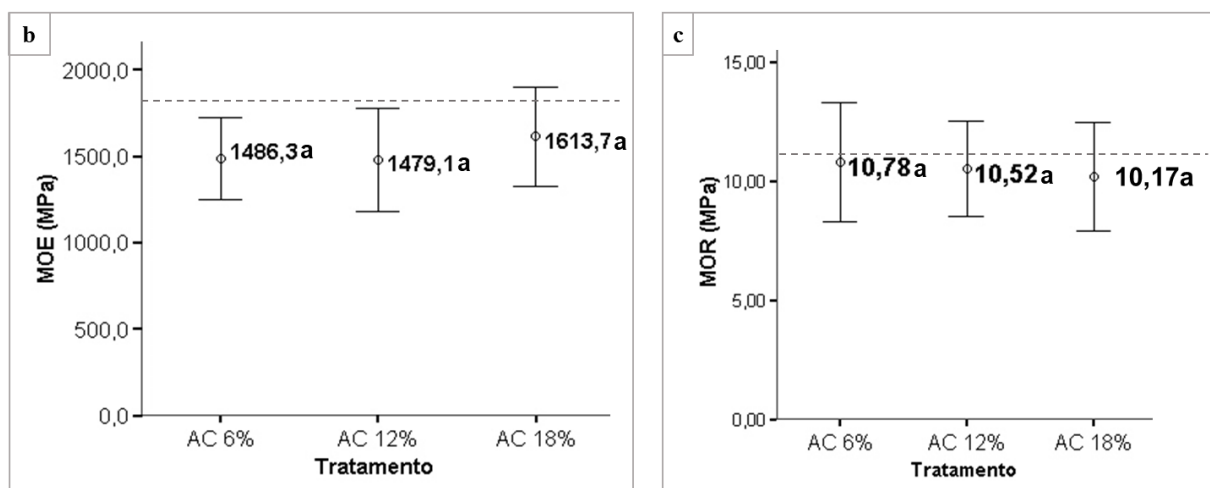 b
MOE (MPa)
2000,0
1500,0
1000,0
500,0
0,0
1486,3a
1479,1a
1613,7a
AC 6%
AC 12%
AC 18%
Tratamento
c
MOR (MPa)
15,00
10,00
5,00
0,00
10,78a
10,52a
10,17a
AC 6%
AC 12%
AC 18%
Tratamento